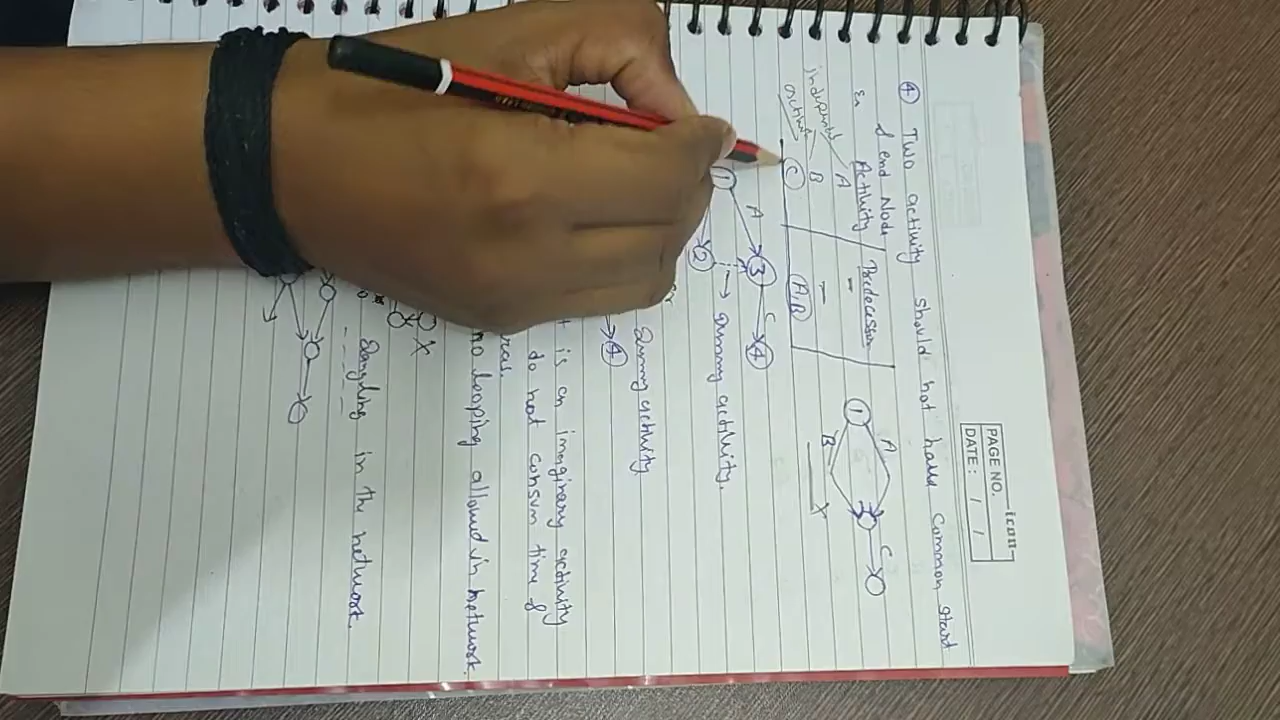 icon
PAGE NO.
DATE: / /
④ Two activity should not have common start
& end Node
Ex Activity Predecessor
A -
B -
C A,B
independent
1 A B C
X
1 A 3 C 4
2 → Dummy activity.
Dummy activity
4
t is an imaginary activity
do not consum time &
no looping allowed in network.
X
Dangling in the network.